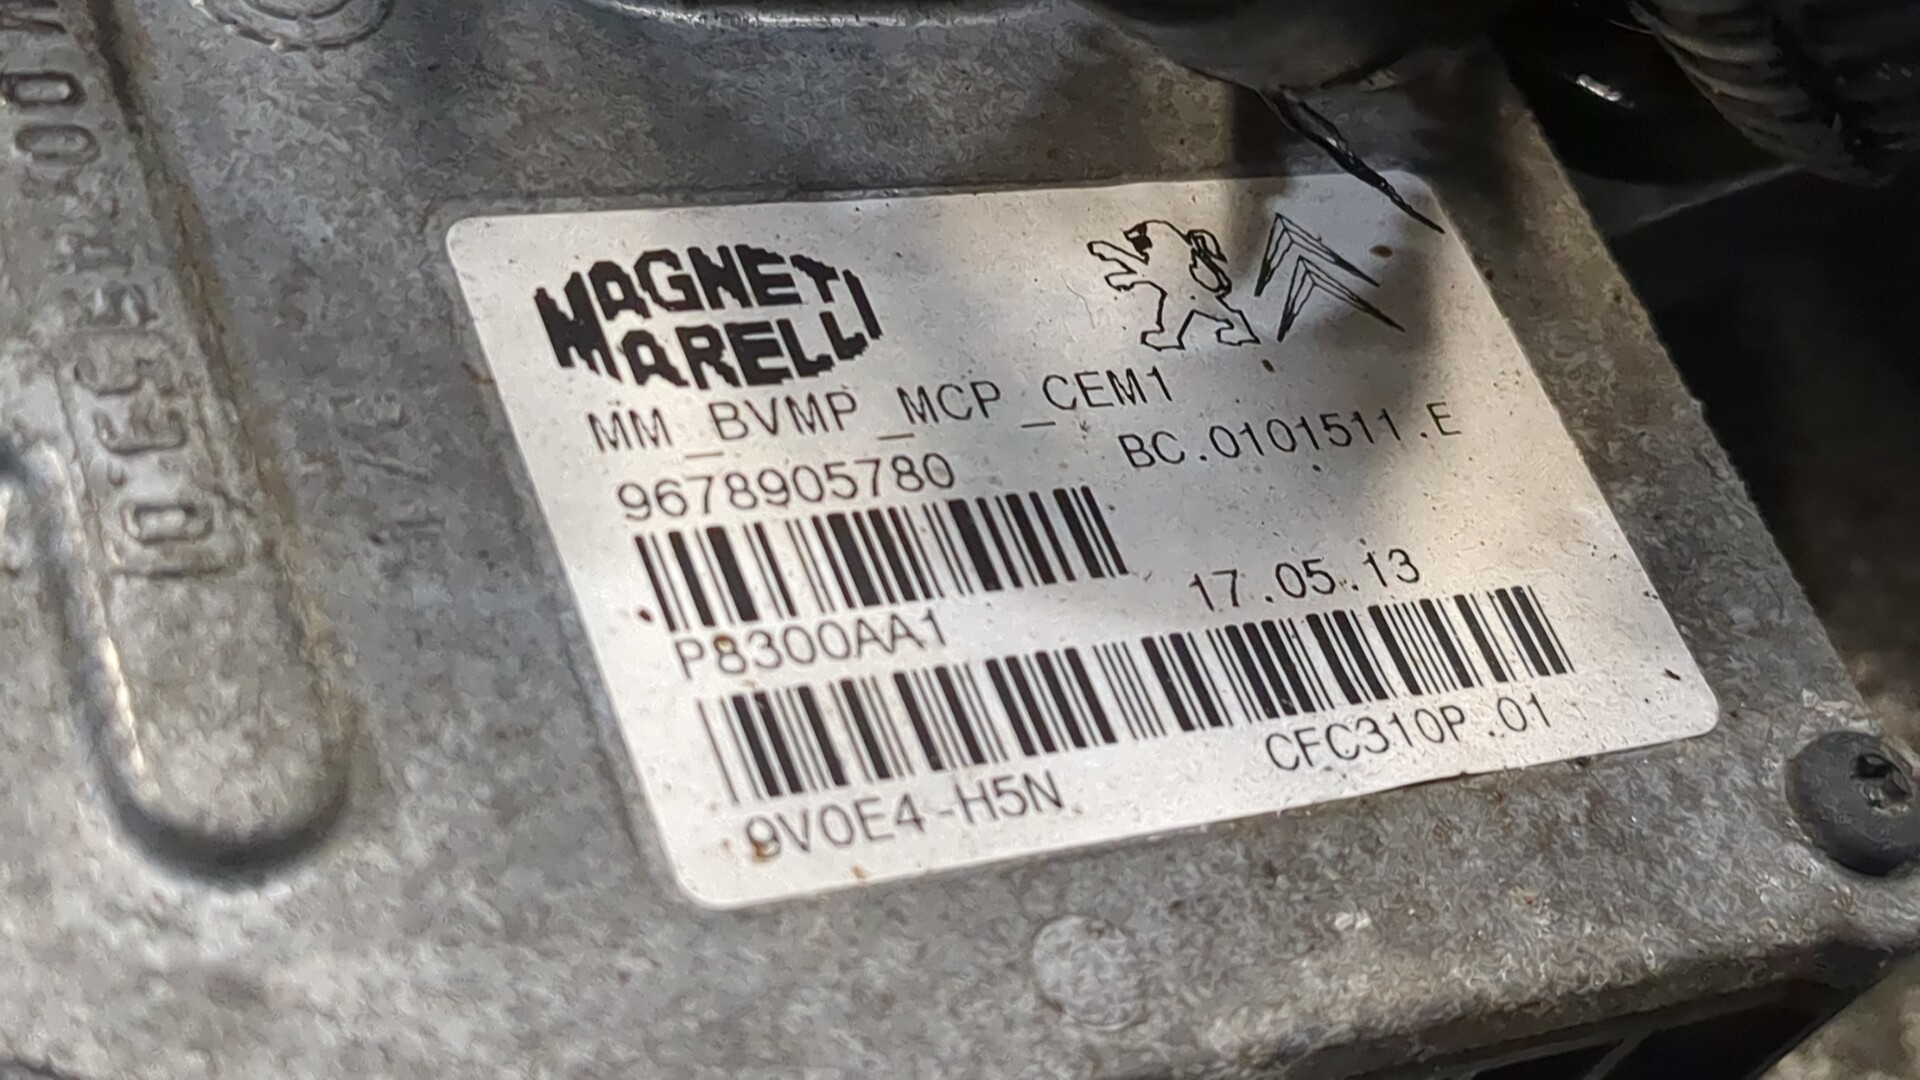 MAGNETI
MARELLI
MM_BVMP_MCP_CEM1
BC.0101511.E
9678905780
17.05.13
P8300AA1
CFC310P.01
9V0E4-H5N